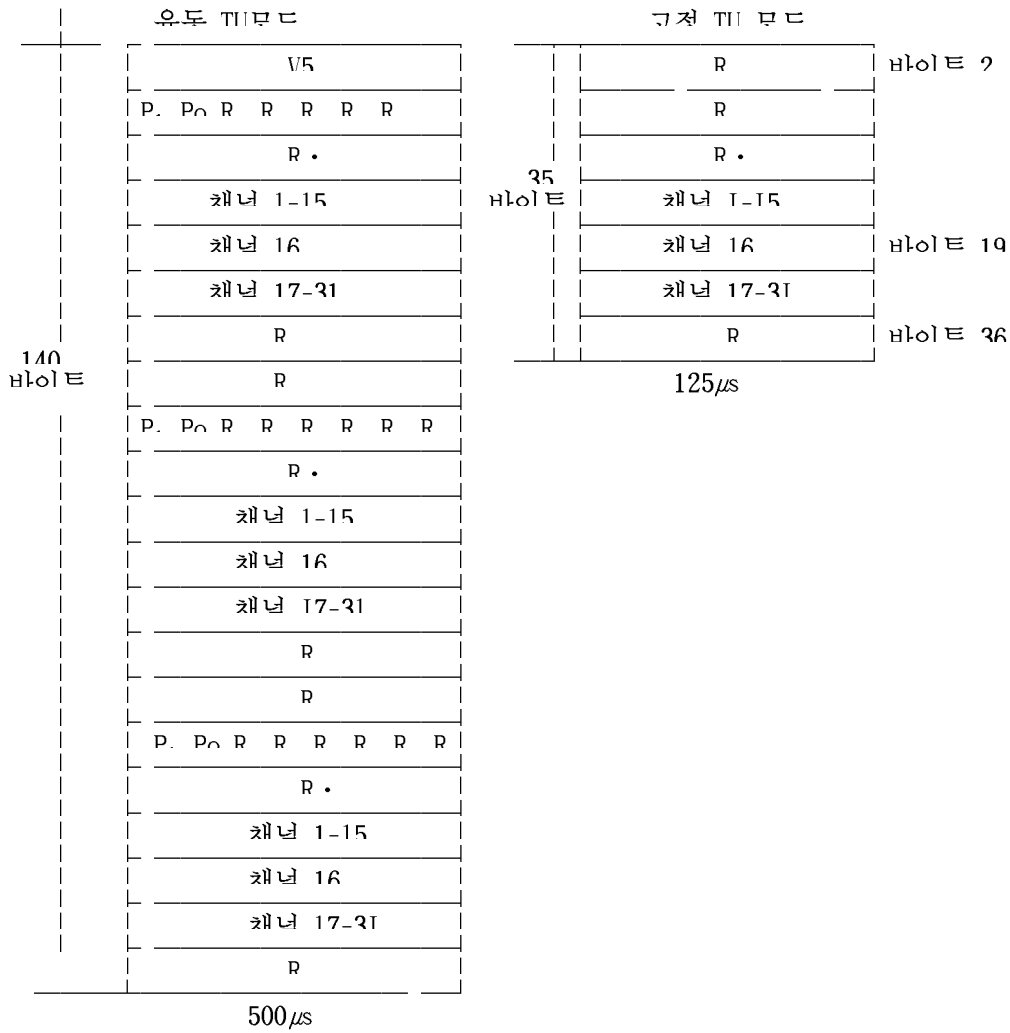 유동 TU모드
V5
P₁ P₀ R R R R R
R •
채널 1-15
채널 16
채널 17-31
R
R
P₁ P₀ R R R R R R
R •
채널 1-15
채널 16
채널 17-31
R
R
P₁ P₀ R R R R R R
R •
채널 1-15
채널 16
채널 17-31
R
140
바이트
500μs
고정 TU 모드
R
바이트 2
R
R •
채널 1-15
채널 16
바이트 19
채널 17-31
R
바이트 36
35
바이트
125μs